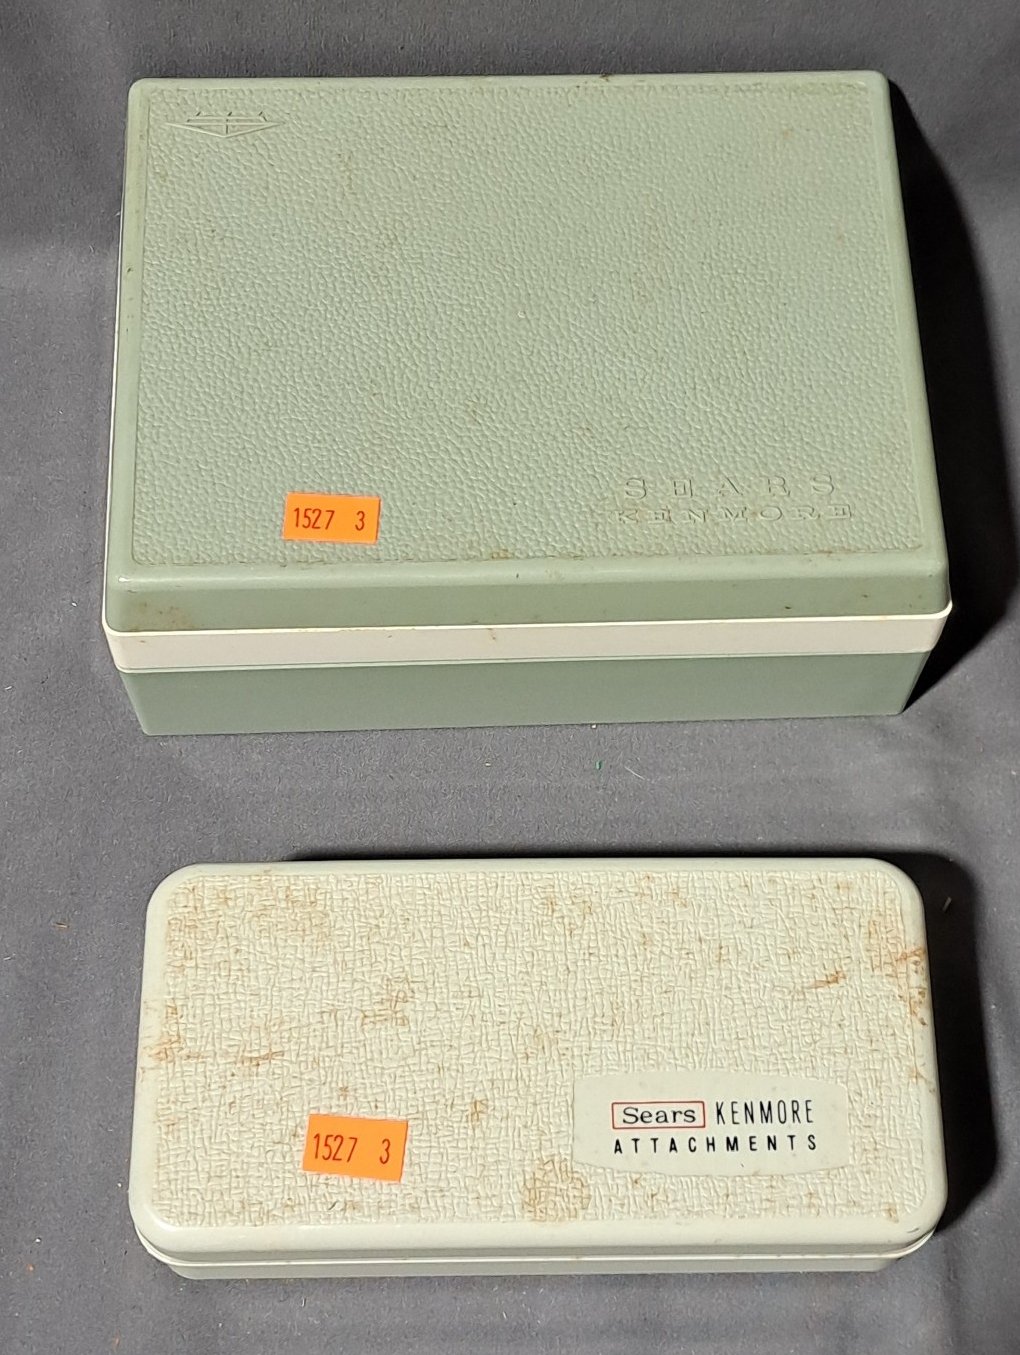 SEARS
KENMORE
1527 3
Sears KENMORE
ATTACHMENTS
1527 3